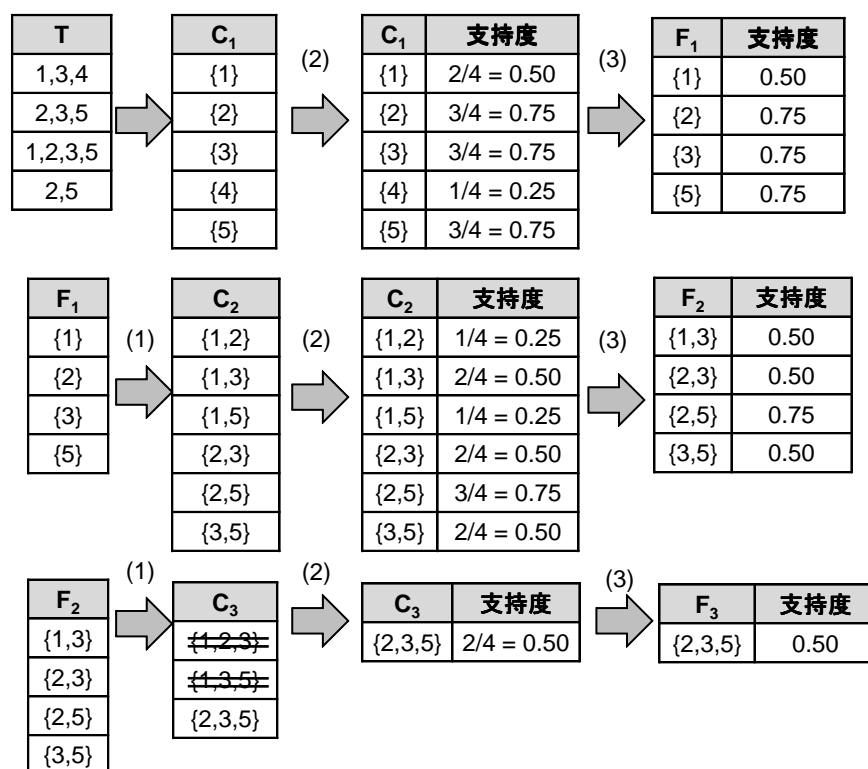 T
1,3,4
2,3,5
1,2,3,5
2,5
C₁
{1}
{2}
{3}
{4}
{5}
(2)
C₁ 支持度
{1} 2/4 = 0.50
{2} 3/4 = 0.75
{3} 3/4 = 0.75
{4} 1/4 = 0.25
{5} 3/4 = 0.75
(3)
F₁ 支持度
{1} 0.50
{2} 0.75
{3} 0.75
{5} 0.75
F₁
{1}
{2}
{3}
{5}
(1)
C₂
{1,2}
{1,3}
{1,5}
{2,3}
{2,5}
{3,5}
(2)
C₂ 支持度
{1,2} 1/4 = 0.25
{1,3} 2/4 = 0.50
{1,5} 1/4 = 0.25
{2,3} 2/4 = 0.50
{2,5} 3/4 = 0.75
{3,5} 2/4 = 0.50
(3)
F₂ 支持度
{1,3} 0.50
{2,3} 0.50
{2,5} 0.75
{3,5} 0.50
F₂
{1,3}
{2,3}
{2,5}
{3,5}
(1)
C₃
{1,2,3}
{1,3,5}
{2,3,5}
(2)
C₃ 支持度
{2,3,5} 2/4 = 0.50
(3)
F₃ 支持度
{2,3,5} 0.50